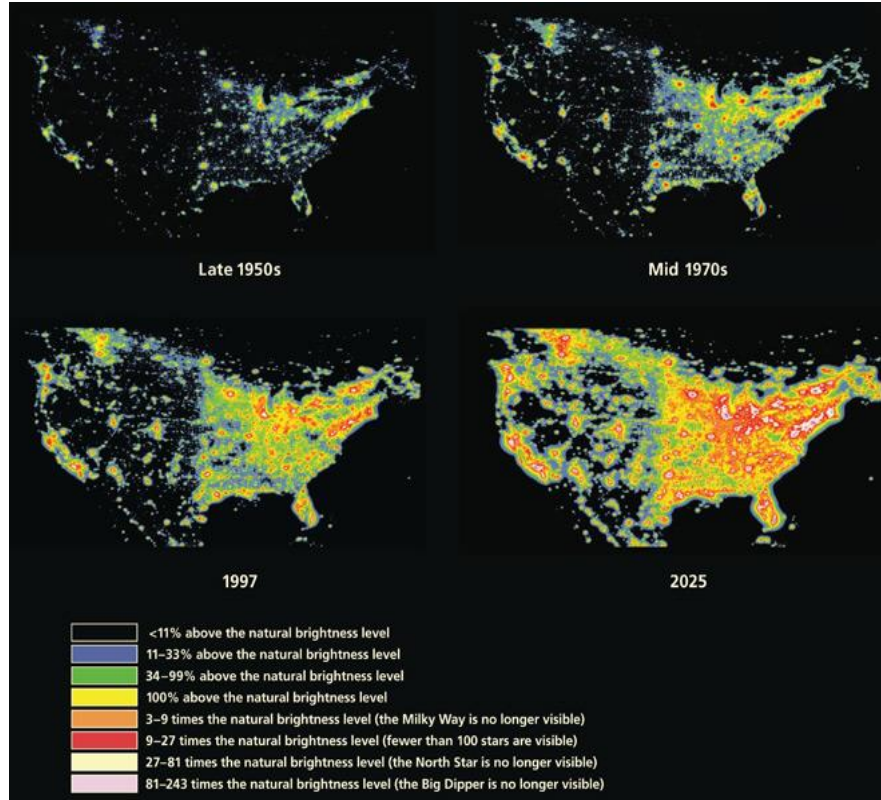 Late 1950s
Mid 1970s
1997
2025
<11% above the natural brightness level
11–33% above the natural brightness level
34–99% above the natural brightness level
100% above the natural brightness level
3–9 times the natural brightness level (the Milky Way is no longer visible)
9–27 times the natural brightness level (fewer than 100 stars are visible)
27–81 times the natural brightness level (the North Star is no longer visible)
81–243 times the natural brightness level (the Big Dipper is no longer visible)